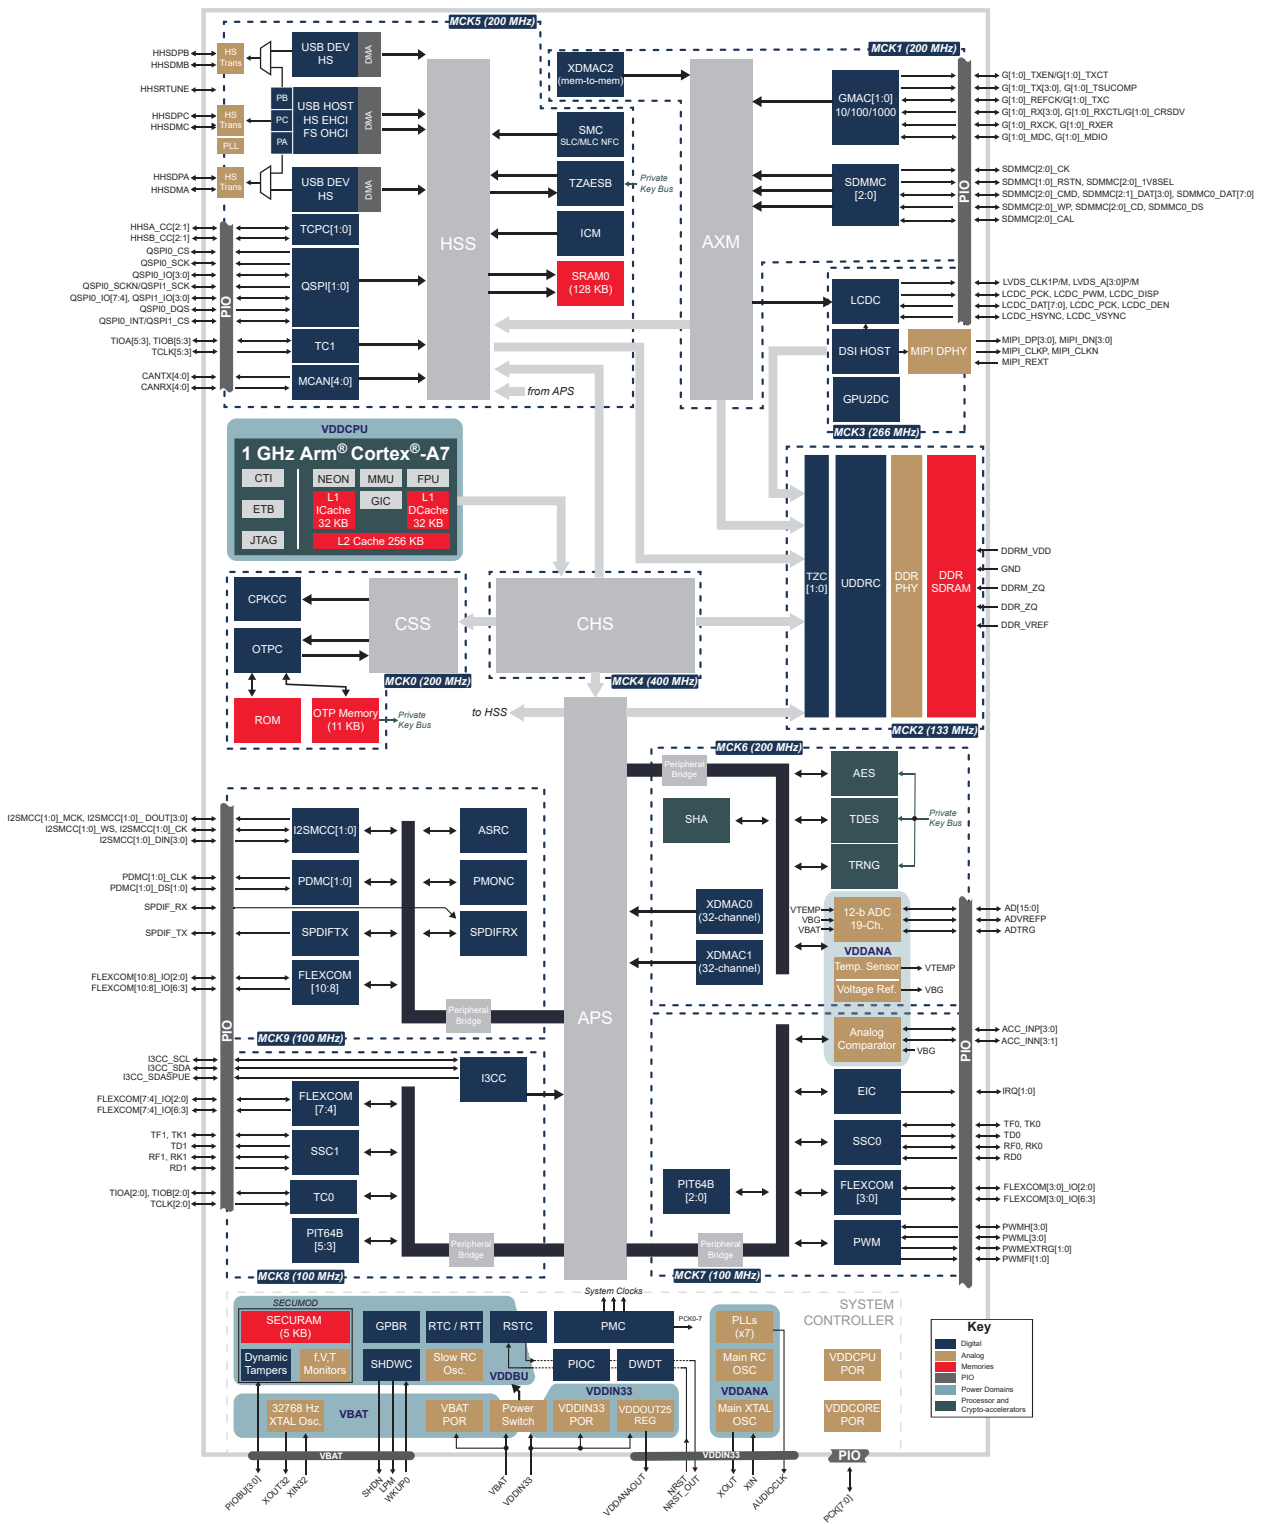 MCK5 (200 MHz)
HHSDPB
HHSDMB
HHSRTUNE
HHSDPC
HHSDMC
HHSDPA
HHSDMA
HS
Trans
HS
Trans
PLL
HS
Trans
USB DEV
HS
DMA
PB
PC
PA
USB HOST
HS EHCI
FS OHCI
DMA
USB DEV
HS
DMA
HHSA_CC[2:1]
HHSB_CC[2:1]
QSPI0_CS
QSPI0_SCK
QSPI0_IO[3:0]
QSPI0_SCKN/QSPI1_SCK
QSPI0_IO[7:4], QSPI1_IO[3:0]
QSPI0_DQS
QSPI0_INT/QSPI1_CS
TIOA[5:3], TIOB[5:3]
TCLK[5:3]
CANTX[4:0]
CANRX[4:0]
PIO
TCPC[1:0]
QSPI[1:0]
TC1
MCAN[4:0]
HSS
XDMAC2
(mem-to-mem)
SMC
SLC/MLC NFC
TZAESB
Private
Key Bus
ICM
SRAM0
(128 KB)
from APS
AXM
MCK1 (200 MHz)
GMAC[1:0]
10/100/1000
SDMMC
[2:0]
PIO
G[1:0]_TXEN/G[1:0]_TXCT
G[1:0]_TX[3:0], G[1:0]_TSUCOMP
G[1:0]_REFCK/G[1:0]_TXC
G[1:0]_RX[3:0], G[1:0]_RXCTL/G[1:0]_CRSDV
G[1:0]_RXCK, G[1:0]_RXER
G[1:0]_MDC, G[1:0]_MDIO
SDMMC[2:0]_CK
SDMMC[1:0]_RSTN, SDMMC[2:0]_1V8SEL
SDMMC[2:0]_CMD, SDMMC[2:1]_DAT[3:0], SDMMC0_DAT[7:0]
SDMMC[2:0]_WP, SDMMC[2:0]_CD, SDMMC0_DS
SDMMC[2:0]_CAL
LCDC
DSI HOST
MIPI DPHY
GPU2DC
MCK3 (266 MHz)
LVDS_CLK1P/M, LVDS_A[3:0]P/M
LCDC_PCK, LCDC_PWM, LCDC_DISP
LCDC_DAT[7:0], LCDC_PCK, LCDC_DEN
LCDC_HSYNC, LCDC_VSYNC
MIPI_DP[3:0], MIPI_DN[3:0]
MIPI_CLKP, MIPI_CLKN
MIPI_REXT
VDDCPU
1 GHz Arm® Cortex®-A7
CTI
ETB
JTAG
NEON
MMU
FPU
L1
ICache
32 KB
GIC
L1
DCache
32 KB
L2 Cache 256 KB
TZC
[1:0]
UDDRC
DDR
PHY
DDR
SDRAM
MCK2 (133 MHz)
DDRM_VDD
GND
DDRM_ZQ
DDR_ZQ
DDR_VREF
CPKCC
OTPC
CSS
MCK0 (200 MHz)
ROM
OTP Memory
(11 KB)
Private
Key Bus
CHS
MCK4 (400 MHz)
to HSS
APS
MCK6 (200 MHz)
Peripheral
Bridge
SHA
AES
TDES
TRNG
Private
Key Bus
XDMAC0
(32-channel)
XDMAC1
(32-channel)
VTEMP
VBG
VBAT
12-b ADC
19-Ch.
VDDANA
Temp. Sensor
Voltage Ref.
VTEMP
VBG
AD[15:0]
ADVREFP
ADTRG
PIO
I2SMCC[1:0]_MCK, I2SMCC[1:0]_ DOUT[3:0]
I2SMCC[1:0]_WS, I2SMCC[1:0]_CK
I2SMCC[1:0]_DIN[3:0]
PDMC[1:0]_CLK
PDMC[1:0]_DS[1:0]
SPDIF_RX
SPDIF_TX
FLEXCOM[10:8]_IO[2:0]
FLEXCOM[10:8]_IO[6:3]
PIO
I2SMCC[1:0]
PDMC[1:0]
SPDIFTX
FLEXCOM
[10:8]
ASRC
PMONC
SPDIFRX
Peripheral
Bridge
MCK9 (100 MHz)
I3CC_SCL
I3CC_SDA
I3CC_SDASPUE
FLEXCOM[7:4]_IO[2:0]
FLEXCOM[7:4]_IO[6:3]
TF1, TK1
TD1
RF1, RK1
RD1
TIOA[2:0], TIOB[2:0]
TCLK[2:0]
I3CC
FLEXCOM
[7:4]
SSC1
TC0
PIT64B
[5:3]
Peripheral
Bridge
MCK8 (100 MHz)
Analog
Comparator
VBG
EIC
SSC0
PIT64B
[2:0]
FLEXCOM
[3:0]
PWM
Peripheral
Bridge
MCK7 (100 MHz)
ACC_INP[3:0]
ACC_INN[3:1]
IRQ[1:0]
TF0, TK0
TD0
RF0, RK0
RD0
FLEXCOM[3:0]_IO[2:0]
FLEXCOM[3:0]_IO[6:3]
PWMH[3:0]
PWML[3:0]
PWMEXTRG[1:0]
PWMFI[1:0]
System Clocks
SYSTEM
CONTROLLER
SECUMOD
SECURAM
(5 KB)
Dynamic
Tampers
f,V,T
Monitors
GPBR
RTC / RTT
RSTC
SHDWC
Slow RC
Osc.
VDDBU
PMC
PCK0-7
PIOC
DWDT
PLLs
(x7)
Main RC
OSC
VDDANA
Main XTAL
OSC
VDDCPU
POR
VDDCORE
POR
32768 Hz
XTAL Osc.
VBAT
VBAT
POR
Power
Switch
VDDIN33
VDDIN33
POR
VDDOUT25
REG
VBAT
VDDIN33
PIO
PIOBU[3:0]
XOUT32
XIN32
SHDN
LPM
WKUP0
VBAT
VDDIN33
VDDANAOUT
NRST
NRST_OUT
XOUT
XIN
AUDIOCLK
PCK[7:0]
Key
Digital
Analog
Memories
PIO
Power Domains
Processor and
Crypto-accelerators